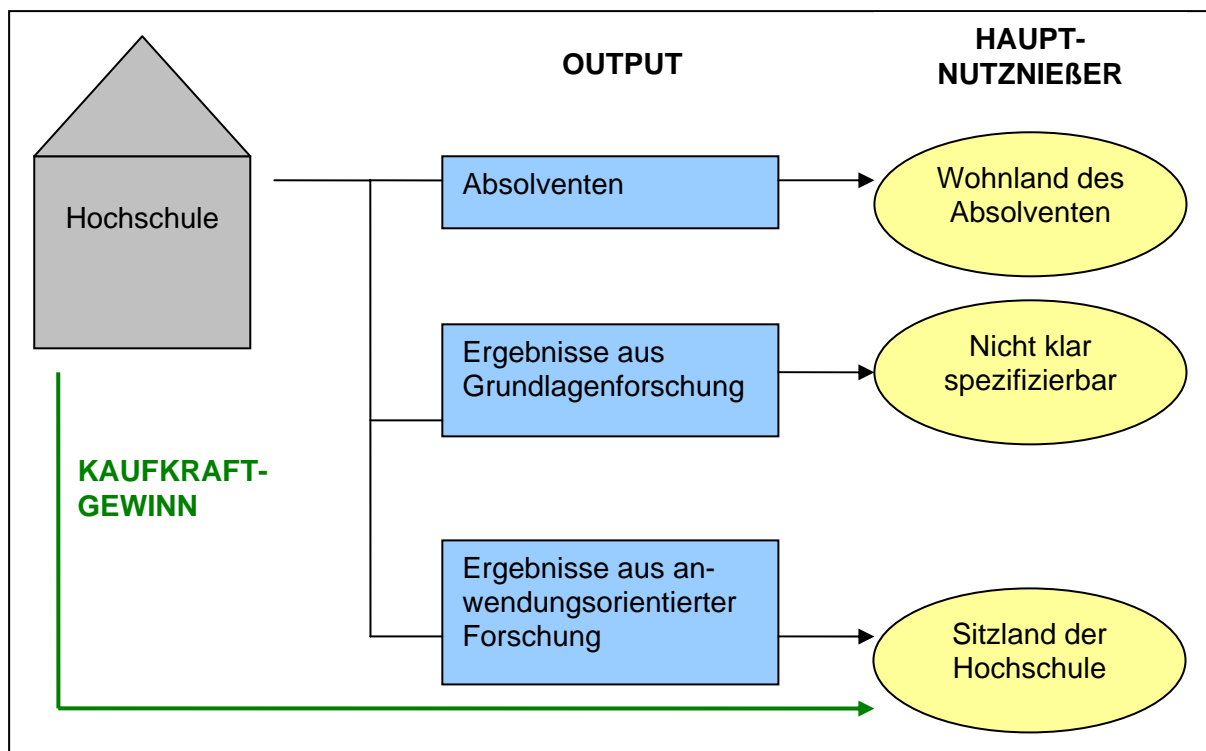 OUTPUT
HAUPT-
NUTZNIEßER
Hochschule
Absolventen
Wohnland des
Absolventen
Ergebnisse aus
Grundlagenforschung
Nicht klar
spezifizierbar
KAUFKRAFT-
GEWINN
Ergebnisse aus an-
wendungsorientierter
Forschung
Sitzland der
Hochschule